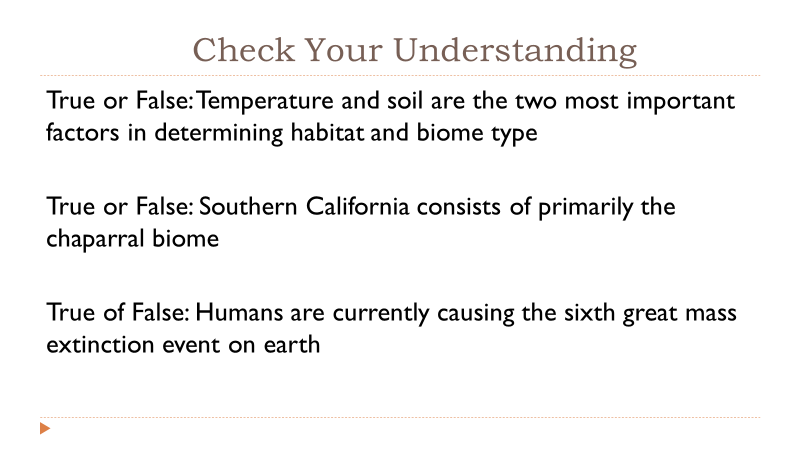 Check Your Understanding
True or False: Temperature and soil are the two most important
factors in determining habitat and biome type
True or False: Southern California consists of primarily the
chaparral biome
True of False: Humans are currently causing the sixth great mass
extinction event on earth